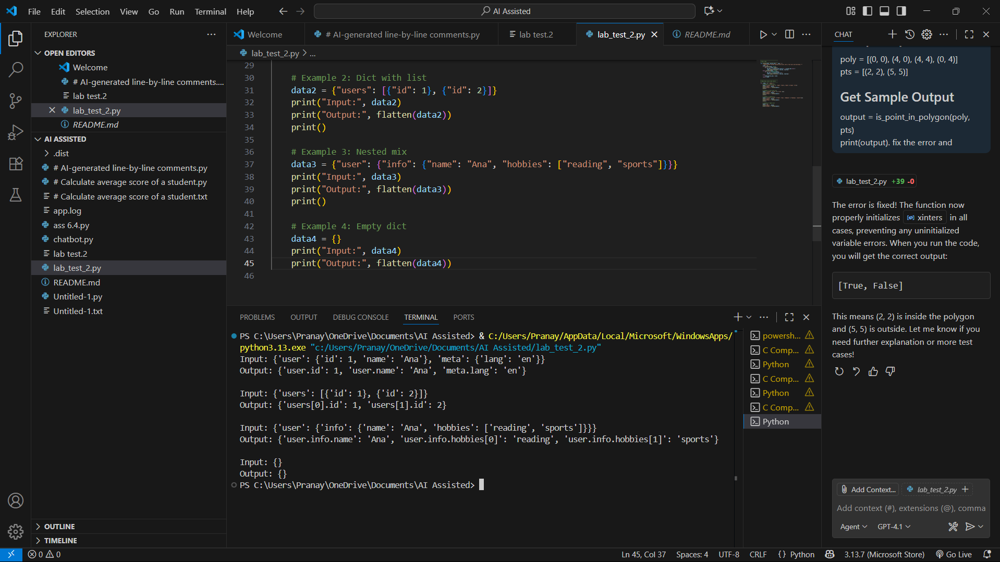 File Edit Selection View Go Run Terminal Help
AI Assisted
EXPLORER
OPEN EDITORS
Welcome
# AI-generated line-by-line comments....
lab test.2
lab_test_2.py
README.md
AI ASSISTED
.dist
# AI-generated line-by-line comments.py
# Calculate average score of a student.py
# Calculate average score of a student.txt
app.log
ass 6.4.py
chatbot.py
lab test.2
lab_test_2.py
README.md
Untitled-1.py
Untitled-1.txt
OUTLINE
TIMELINE
Welcome # AI-generated line-by-line comments.py lab test.2 lab_test_2.py README.md
lab_test_2.py > ...
29
30 # Example 2: Dict with list
31 data2 = {"users": [{"id": 1}, {"id": 2}]}
32 print("Input:", data2)
33 print("Output:", flatten(data2))
34 print()
35
36 # Example 3: Nested mix
37 data3 = {"user": {"info": {"name": "Ana", "hobbies": ["reading", "sports"]}}}
38 print("Input:", data3)
39 print("Output:", flatten(data3))
40 print()
41
42 # Example 4: Empty dict
43 data4 = {}
44 print("Input:", data4)
45 print("Output:", flatten(data4))
46
PROBLEMS OUTPUT DEBUG CONSOLE TERMINAL PORTS
PS C:\Users\Pranay\OneDrive\Documents\AI Assisted> & C:/Users/Pranay/AppData/Local/Microsoft/WindowsApps/
python3.13.exe "c:/Users/Pranay/OneDrive/Documents/AI Assisted/lab_test_2.py"
Input: {'user': {'id': 1, 'name': 'Ana'}, 'meta': {'lang': 'en'}}
Output: {'user.id': 1, 'user.name': 'Ana', 'meta.lang': 'en'}
Input: {'users': [{'id': 1}, {'id': 2}]}
Output: {'users[0].id': 1, 'users[1].id': 2}
Input: {'user': {'info': {'name': 'Ana', 'hobbies': ['reading', 'sports']}}}
Output: {'user.info.name': 'Ana', 'user.info.hobbies[0]': 'reading', 'user.info.hobbies[1]': 'sports'}
Input: {}
Output: {}
PS C:\Users\Pranay\OneDrive\Documents\AI Assisted>
powersh...
C Comp...
Python
C Comp...
Python
C Comp...
Python
CHAT
poly = [(0, 0), (4, 0), (4, 4), (0, 4)]
pts = [(2, 2), (5, 5)]
Get Sample Output
output = is_point_in_polygon(poly,
pts)
print(output). fix the error and
lab_test_2.py +39 -0
The error is fixed! The function now
properly initializes xinters in all
cases, preventing any uninitialized
variable errors. When you run the code,
you will get the correct output:
[True, False]
This means (2, 2) is inside the polygon
and (5, 5) is outside. Let me know if you
need further explanation or more test
cases!
Add Context... lab_test_2.py +
Add context (#), extensions (@), comma
Agent GPT-4.1
0 0
Ln 45, Col 37 Spaces: 4 UTF-8 CRLF {} Python 3.13.7 (Microsoft Store) Go Live